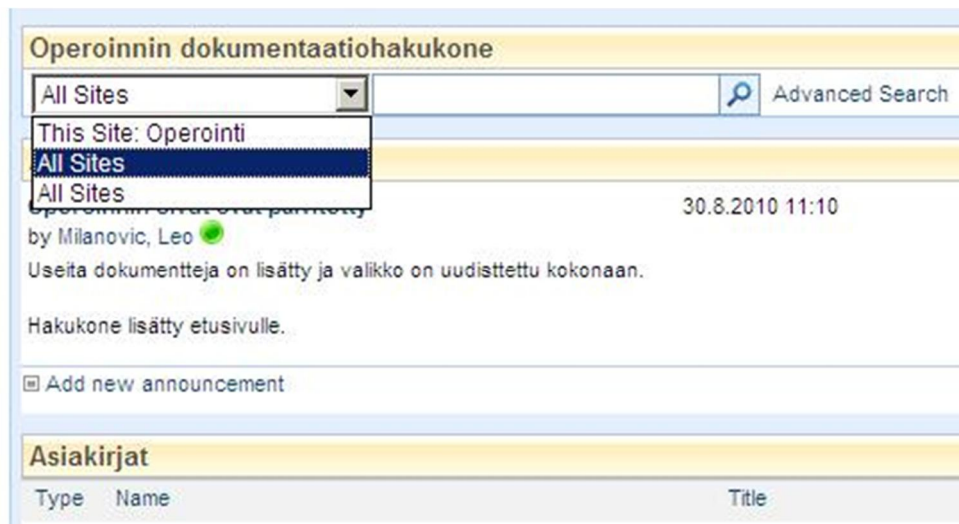 Operoinnin dokumentaatiohakukone
All Sites Advanced Search
This Site: Operointi
All Sites
All Sites
30.8.2010 11:10
by Milanovic, Leo
Useita dokumentteja on lisätty ja valikko on uudisttettu kokonaan.
Hakukone lisätty etusivulle.
Add new announcement
Asiakirjat
Type Name Title